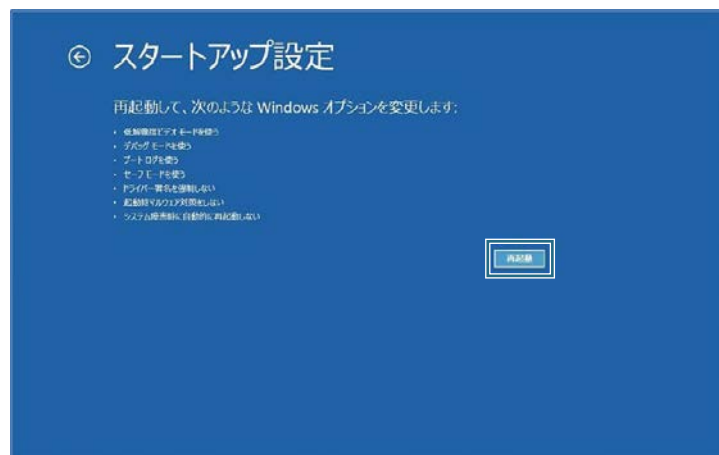 スタートアップ設定
再起動して、次のような Windows オプションを変更します:
• 低解像度ビデオ モードを使う
• デバッグ モードを使う
• ブート ログを使う
• セーフ モードを使う
• ドライバー署名を強制しない
• 起動時マルウェア対策をしない
• システム障害時に自動的に再起動しない
再起動